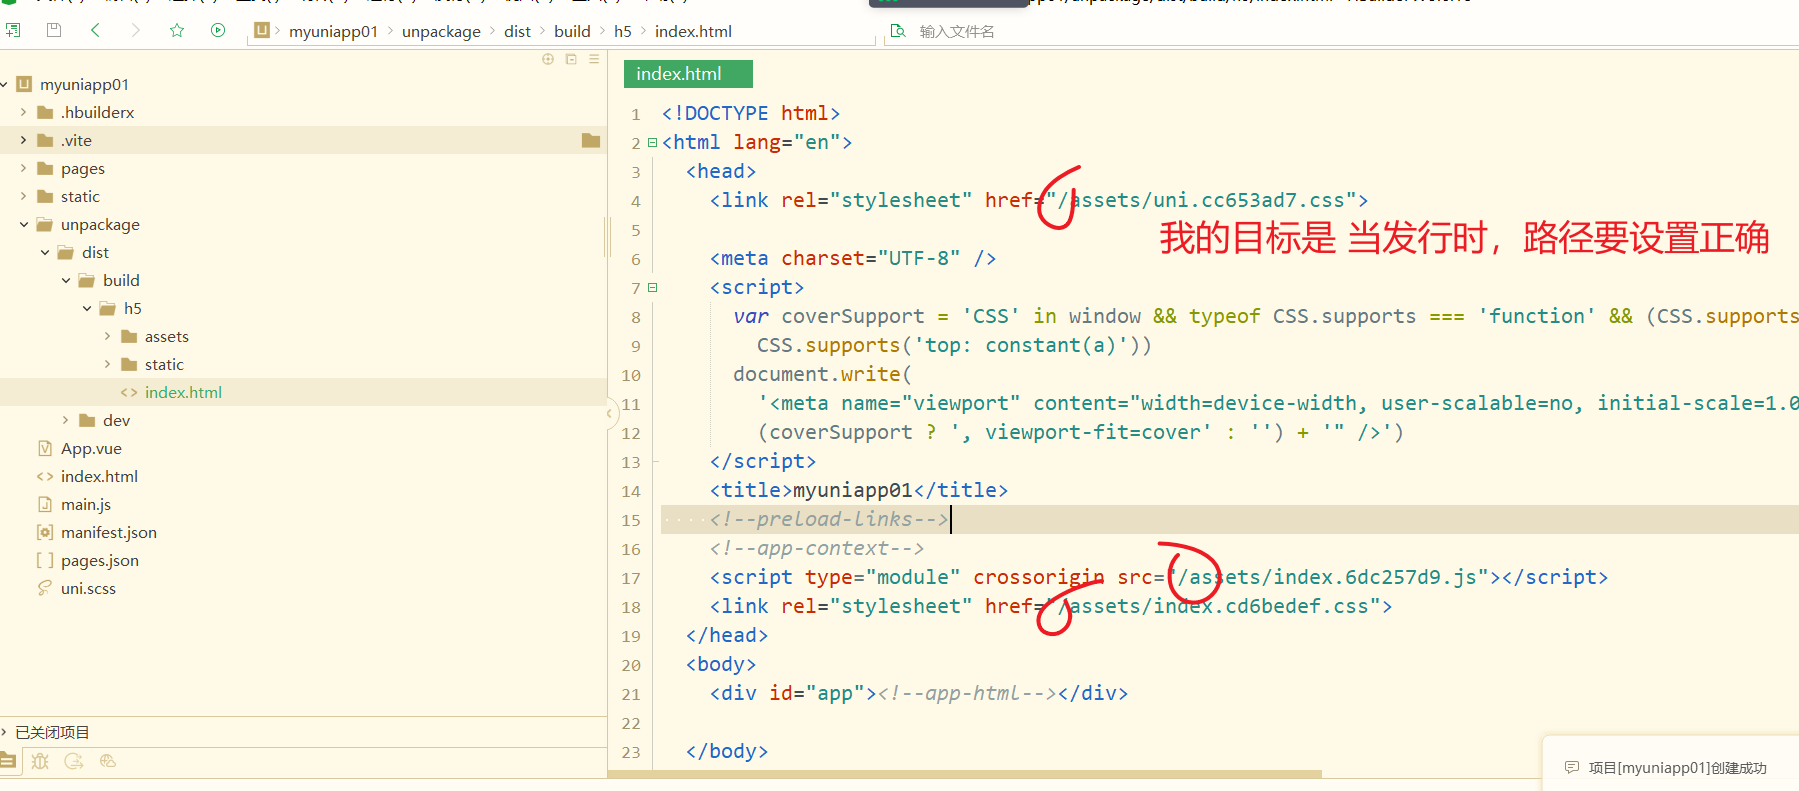 myuniapp01 > unpackage > dist > build > h5 > index.html
输入文件名
myuniapp01
.hbuilderx
.vite
pages
static
unpackage
dist
build
h5
assets
static
index.html
dev
App.vue
index.html
main.js
manifest.json
pages.json
uni.scss
已关闭项目
index.html
1 <!DOCTYPE html>
2 <html lang="en">
3 <head>
4 <link rel="stylesheet" href="/assets/uni.cc653ad7.css">
我的目标是 当发行时，路径要设置正确
5
6 <meta charset="UTF-8" />
7 <script>
8 var coverSupport = 'CSS' in window && typeof CSS.supports === 'function' && (CSS.supports
9 CSS.supports('top: constant(a)'))
10 document.write(
11 '<meta name="viewport" content="width=device-width, user-scalable=no, initial-scale=1.0
12 (coverSupport ? ', viewport-fit=cover' : '') + '" />')
13 </script>
14 <title>myuniapp01</title>
15 <!--preload-links-->
16 <!--app-context-->
17 <script type="module" crossorigin src="/assets/index.6dc257d9.js"></script>
18 <link rel="stylesheet" href="/assets/index.cd6bedef.css">
19 </head>
20 <body>
21 <div id="app"><!--app-html--></div>
22
23 </body>
项目[myuniapp01]创建成功